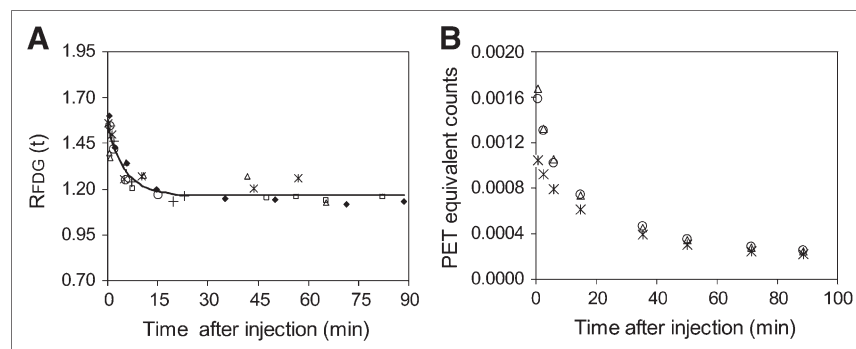 A
1.95
1.70
1.45
1.20
0.95
0.70
RFDG (t)
0 15 30 45 60 75 90
Time after injection (min)
B
0.0020
0.0016
0.0012
0.0008
0.0004
0.0000
PET equivalent counts
0 20 40 60 80 100
Time after injection (min)